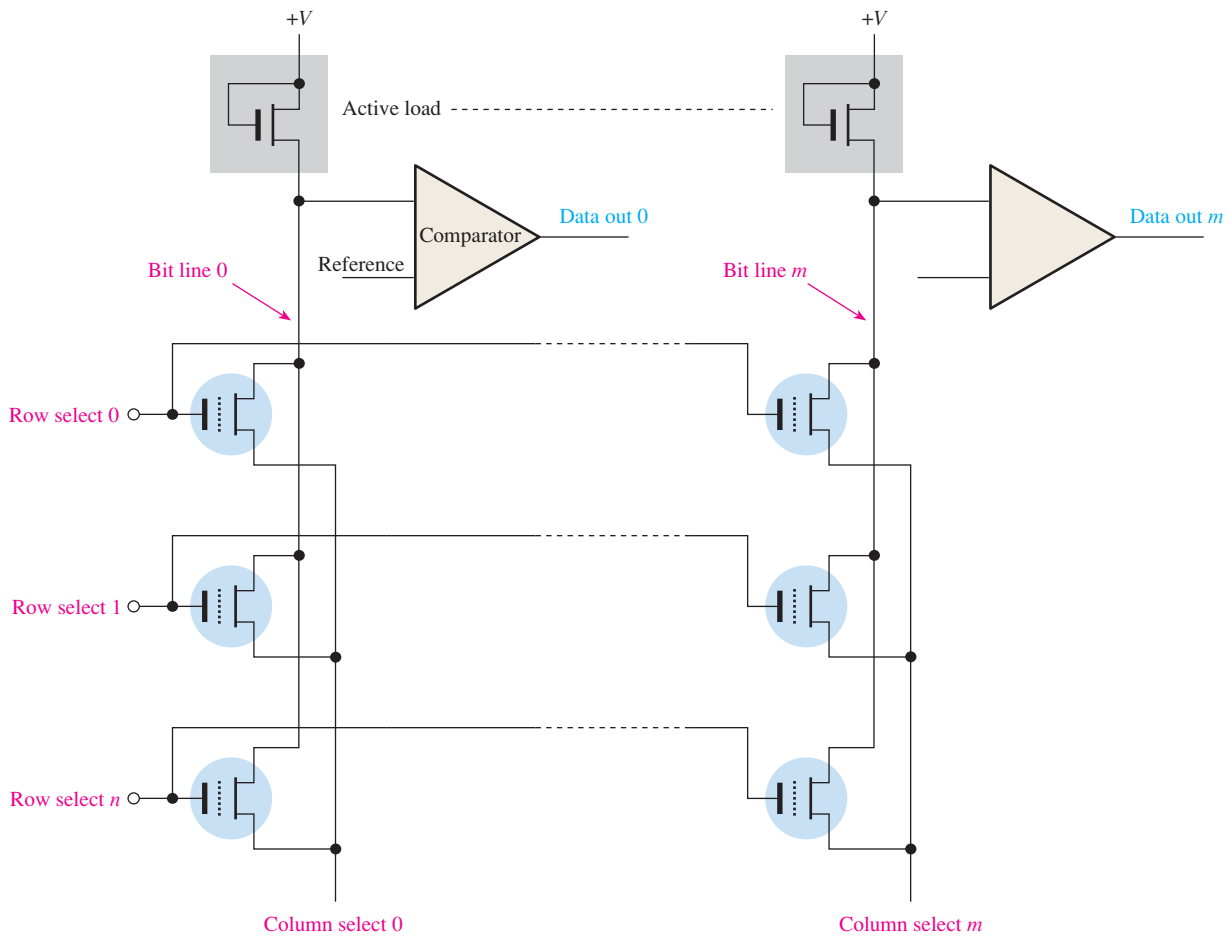 +V
+V
Active load
Data out 0
Data out m
Comparator
Reference
Bit line 0
Bit line m
Row select 0
Row select 1
Row select n
Column select 0
Column select m